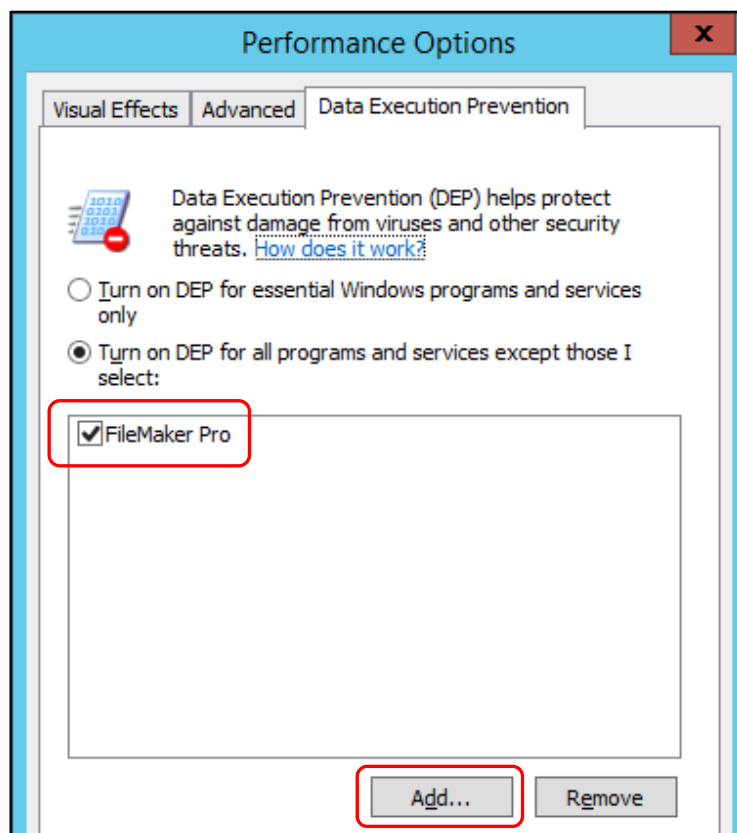 Performance Options
x
Visual Effects
Advanced
Data Execution Prevention
Data Execution Prevention (DEP) helps protect
against damage from viruses and other security
threats. How does it work?
Turn on DEP for essential Windows programs and services
only
Turn on DEP for all programs and services except those I
select:
FileMaker Pro
Add...
Remove